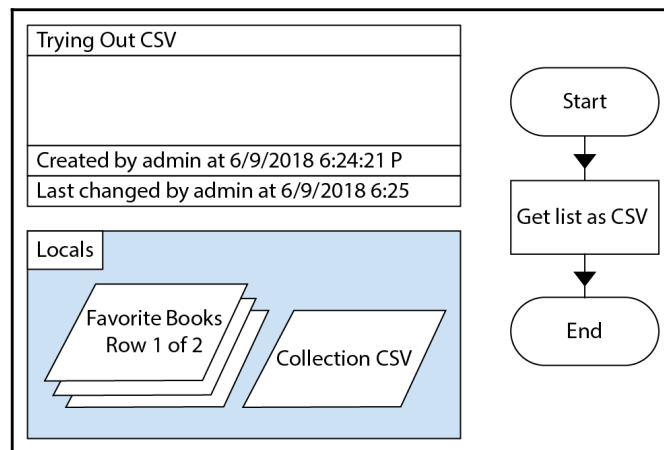 Trying Out CSV
Created by admin at 6/9/2018 6:24:21 P
Last changed by admin at 6/9/2018 6:25
Locals
Favorite Books
Row 1 of 2
Collection CSV
Start
Get list as CSV
End